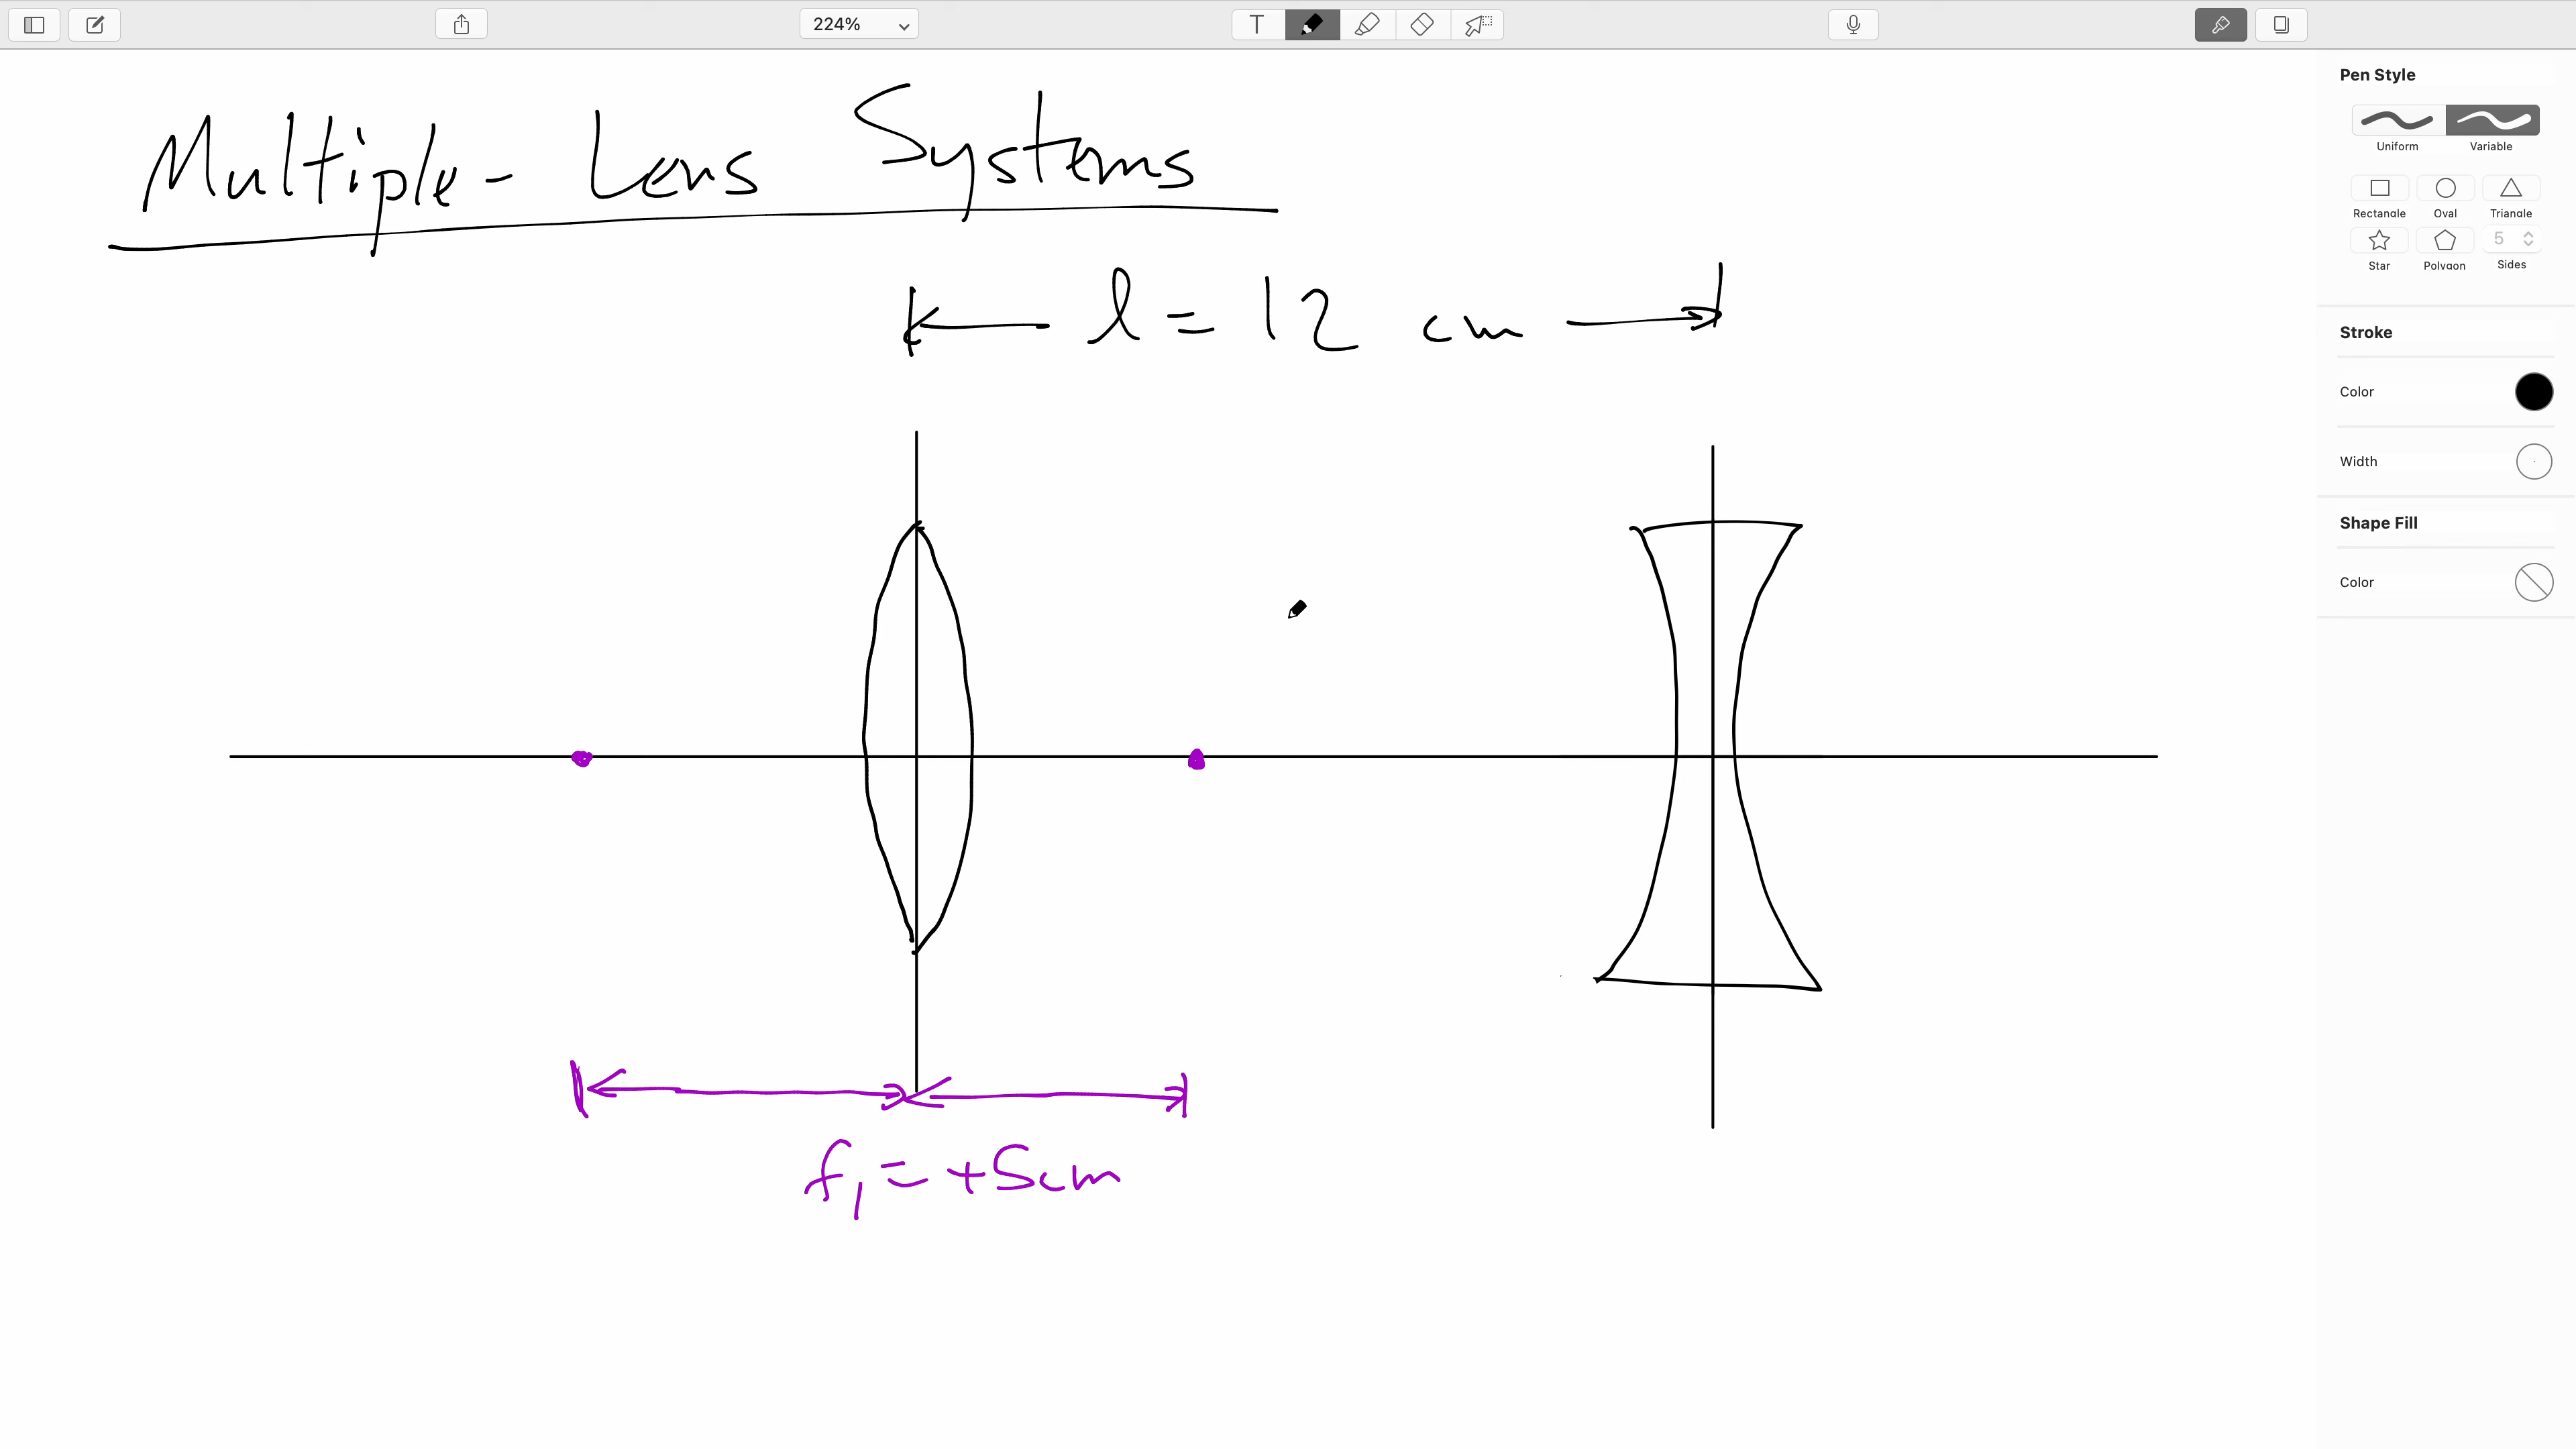 224%
T
Multiple-Lens Systems
l = 12 cm
f₁ = +5cm
Pen Style
Uniform Variable
Rectangle Oval Triangle
5
Star Polygon Sides
Stroke
Color
Width
Shape Fill
Color